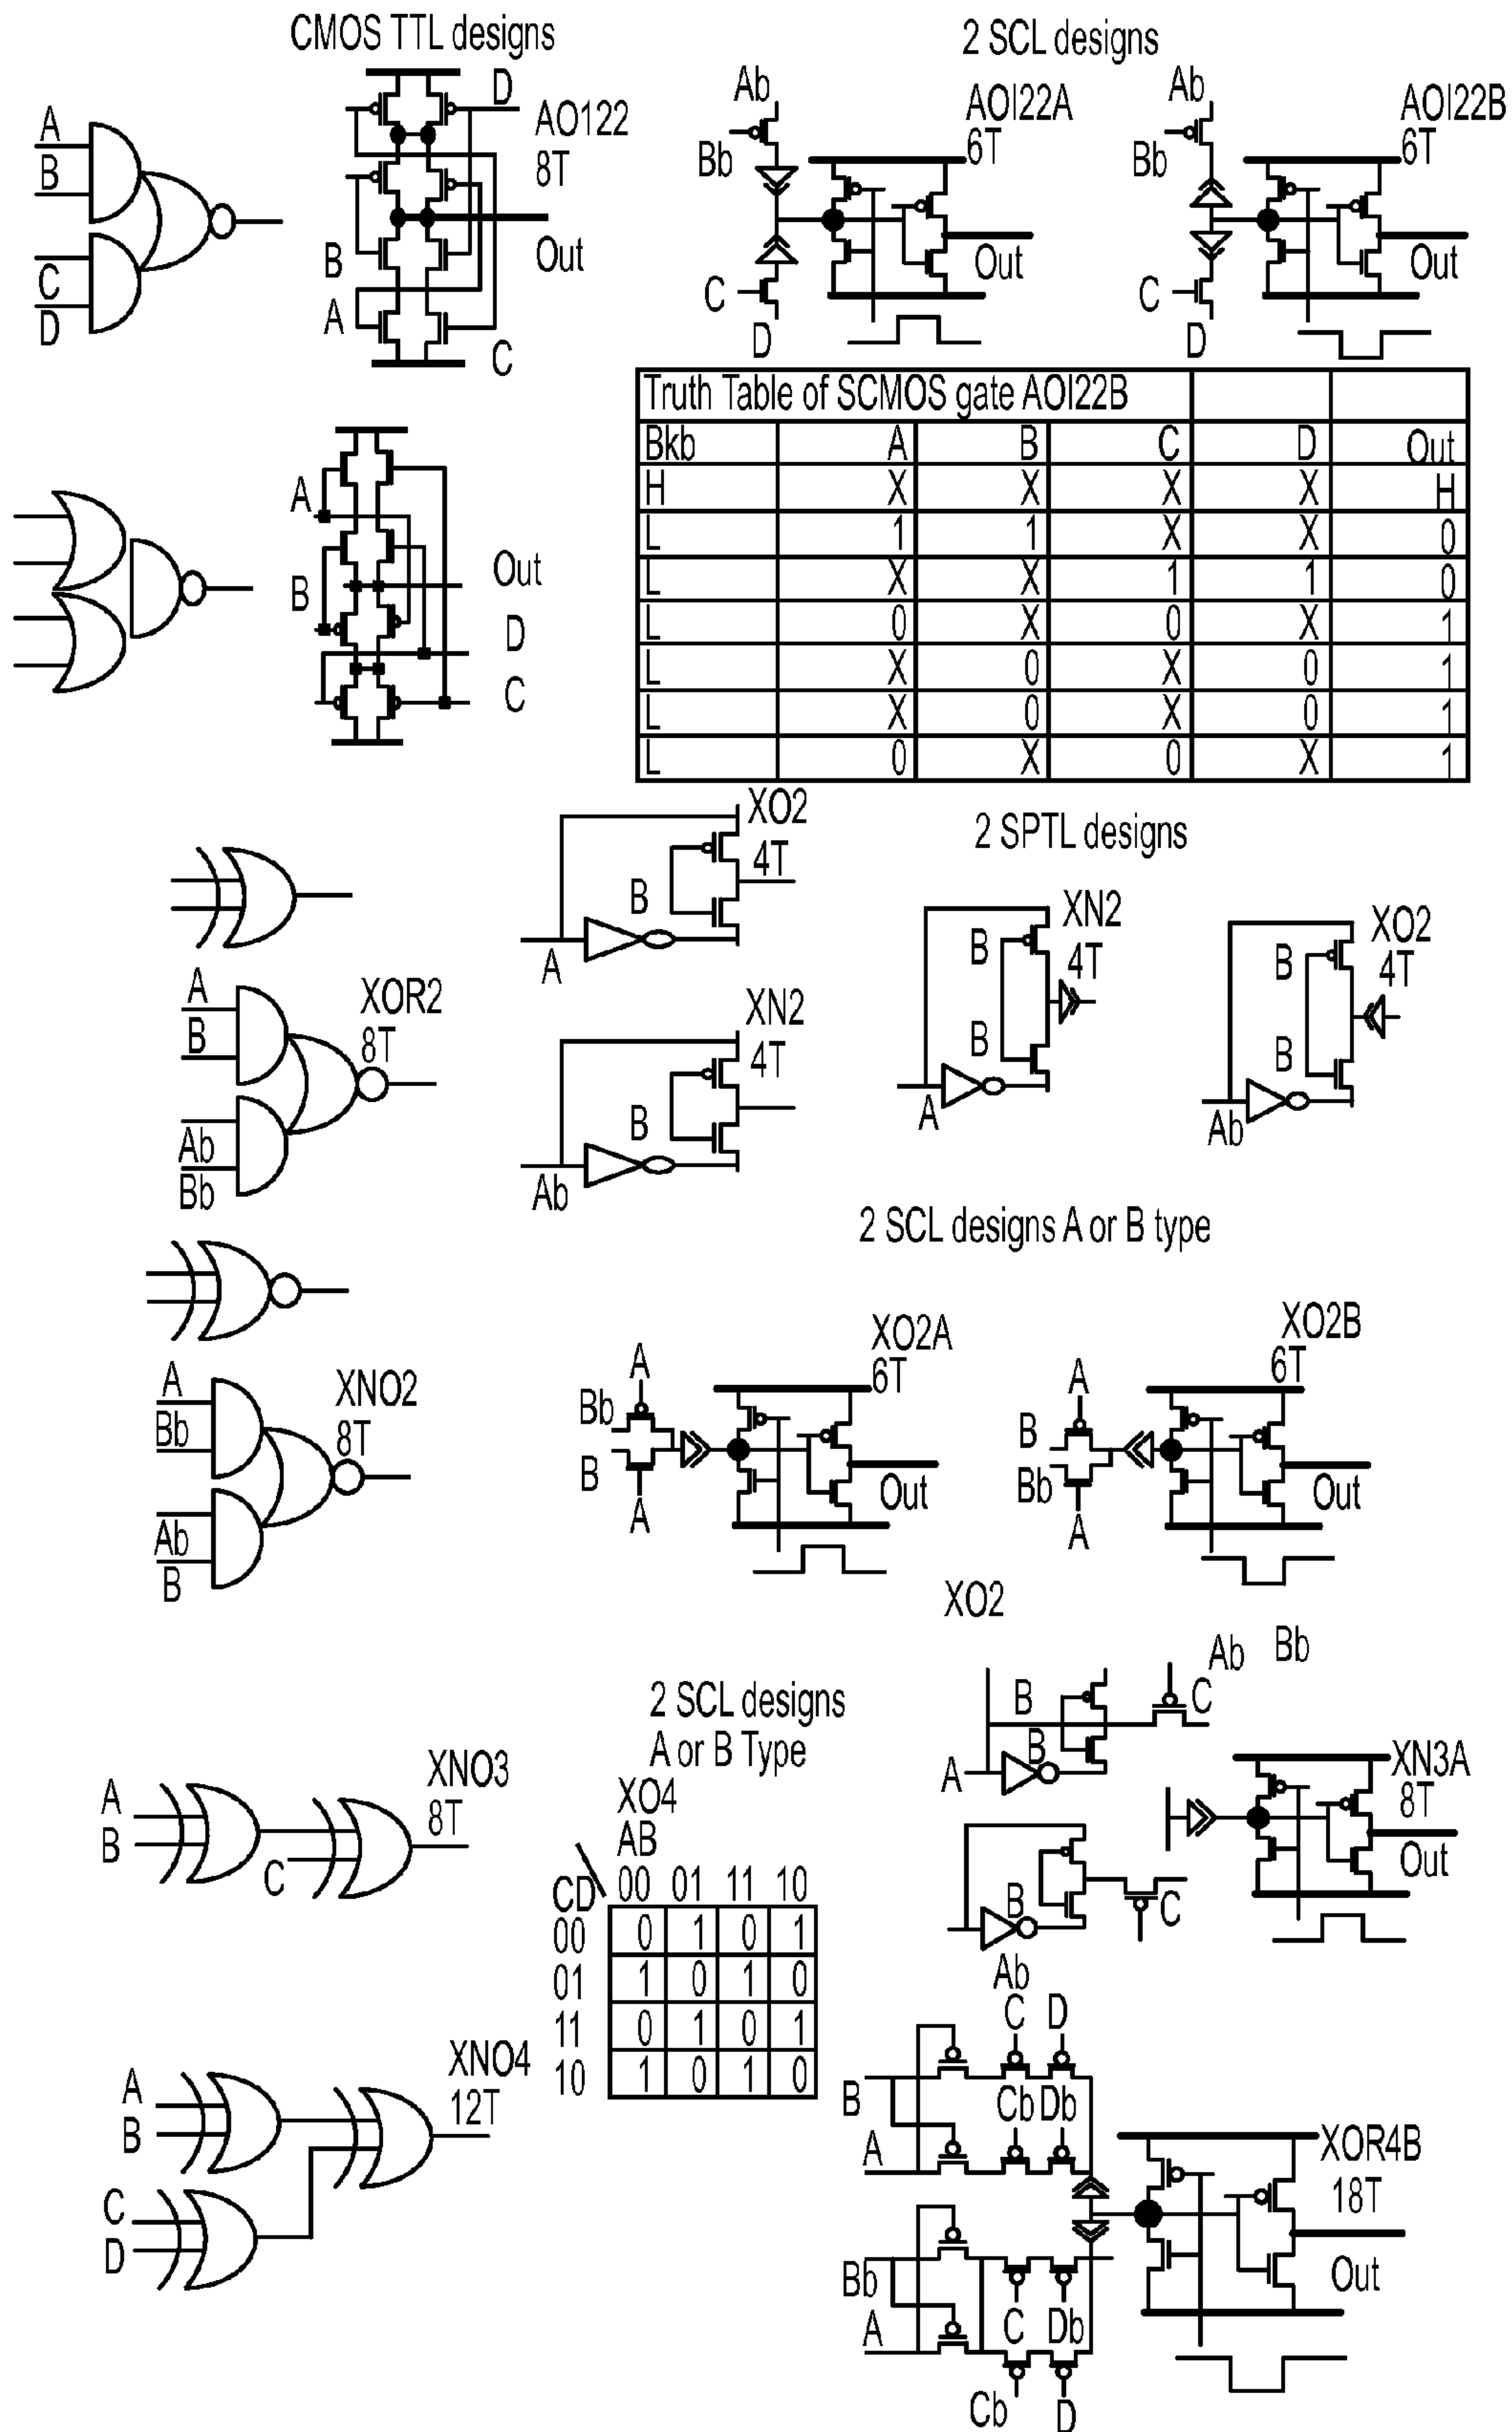 CMOS TTL designs
2 SCL designs
A
B
C
D
D
AO122
8T
B
A
Out
C
Ab
Bb
C
D
AOI22A
6T
Out
Ab
Bb
C
D
AOI22B
6T
Out
Truth Table of SCMOS gate AOI22B
Bkb A B C D Out
H X X X X H
L 1 1 X X 0
L X X 1 1 0
L 0 X 0 X 1
L X 0 X 0 1
L X 0 X 0 1
L 0 X 0 X 1
A
B
Out
D
C
XO2
4T
B
A
2 SPTL designs
XN2
4T
B
B
A
XO2
4T
B
B
Ab
A
B
XOR2
8T
Ab
Bb
XN2
4T
B
Ab
2 SCL designs A or B type
A
Bb
XNO2
8T
Ab
B
A
Bb
B
A
XO2A
6T
Out
A
B
Bb
A
XO2B
6T
Out
XO2
Ab Bb
B
C
B
A
2 SCL designs
A or B Type
XNO3
8T
A
B
C
XO4
AB
CD 00 01 11 10
00 0 1 0 1
01 1 0 1 0
11 0 1 0 1
10 1 0 1 0
XN3A
8T
Out
B
C
Ab
XNO4
12T
A
B
C
D
C D
B
Cb Db
A
XOR4B
18T
Bb
Out
C Db
A
Cb D